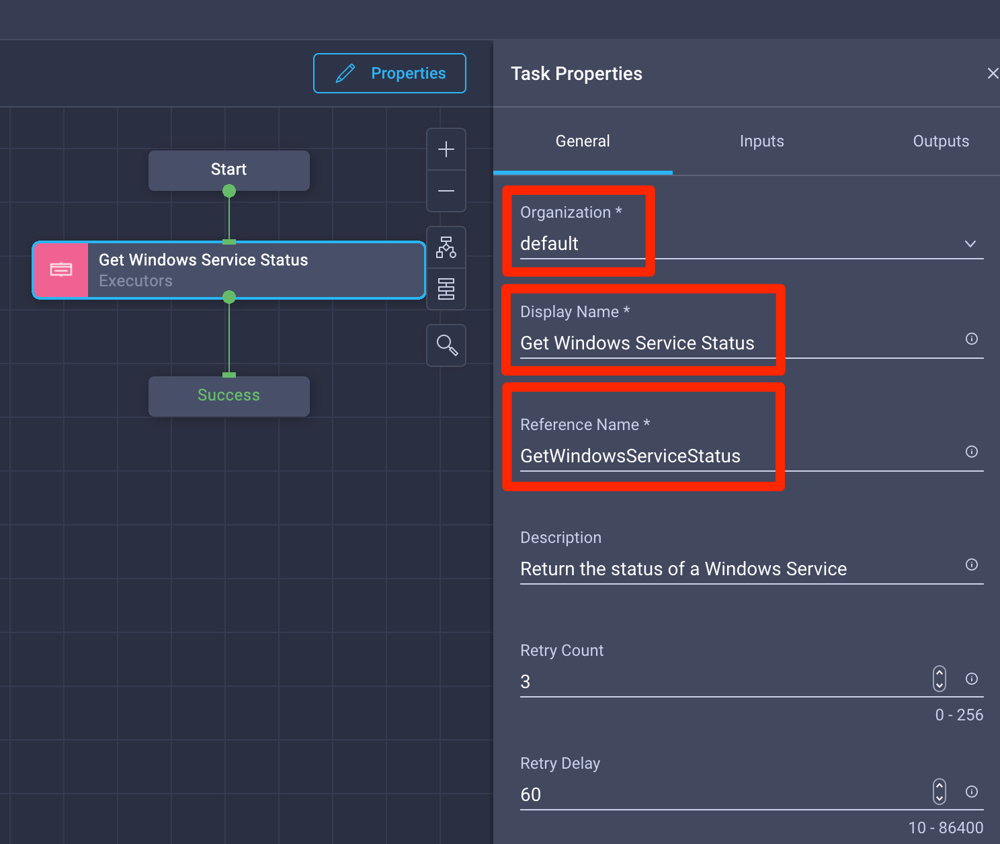 Properties
Start
Get Windows Service Status
Executors
Success
Task Properties
General Inputs Outputs
Organization *
default
Display Name *
Get Windows Service Status
Reference Name *
GetWindowsServiceStatus
Description
Return the status of a Windows Service
Retry Count
3
0 - 256
Retry Delay
60
10 - 86400